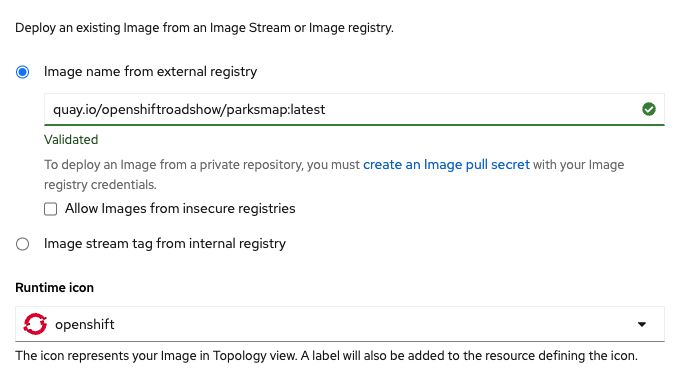 Deploy an existing Image from an Image Stream or Image registry.
Image name from external registry
quay.io/openshiftroadshow/parksmap:latest
Validated
To deploy an Image from a private repository, you must create an Image pull secret with your Image
registry credentials.
Allow Images from insecure registries
Image stream tag from internal registry
Runtime icon
openshift
The icon represents your Image in Topology view. A label will also be added to the resource defining the icon.